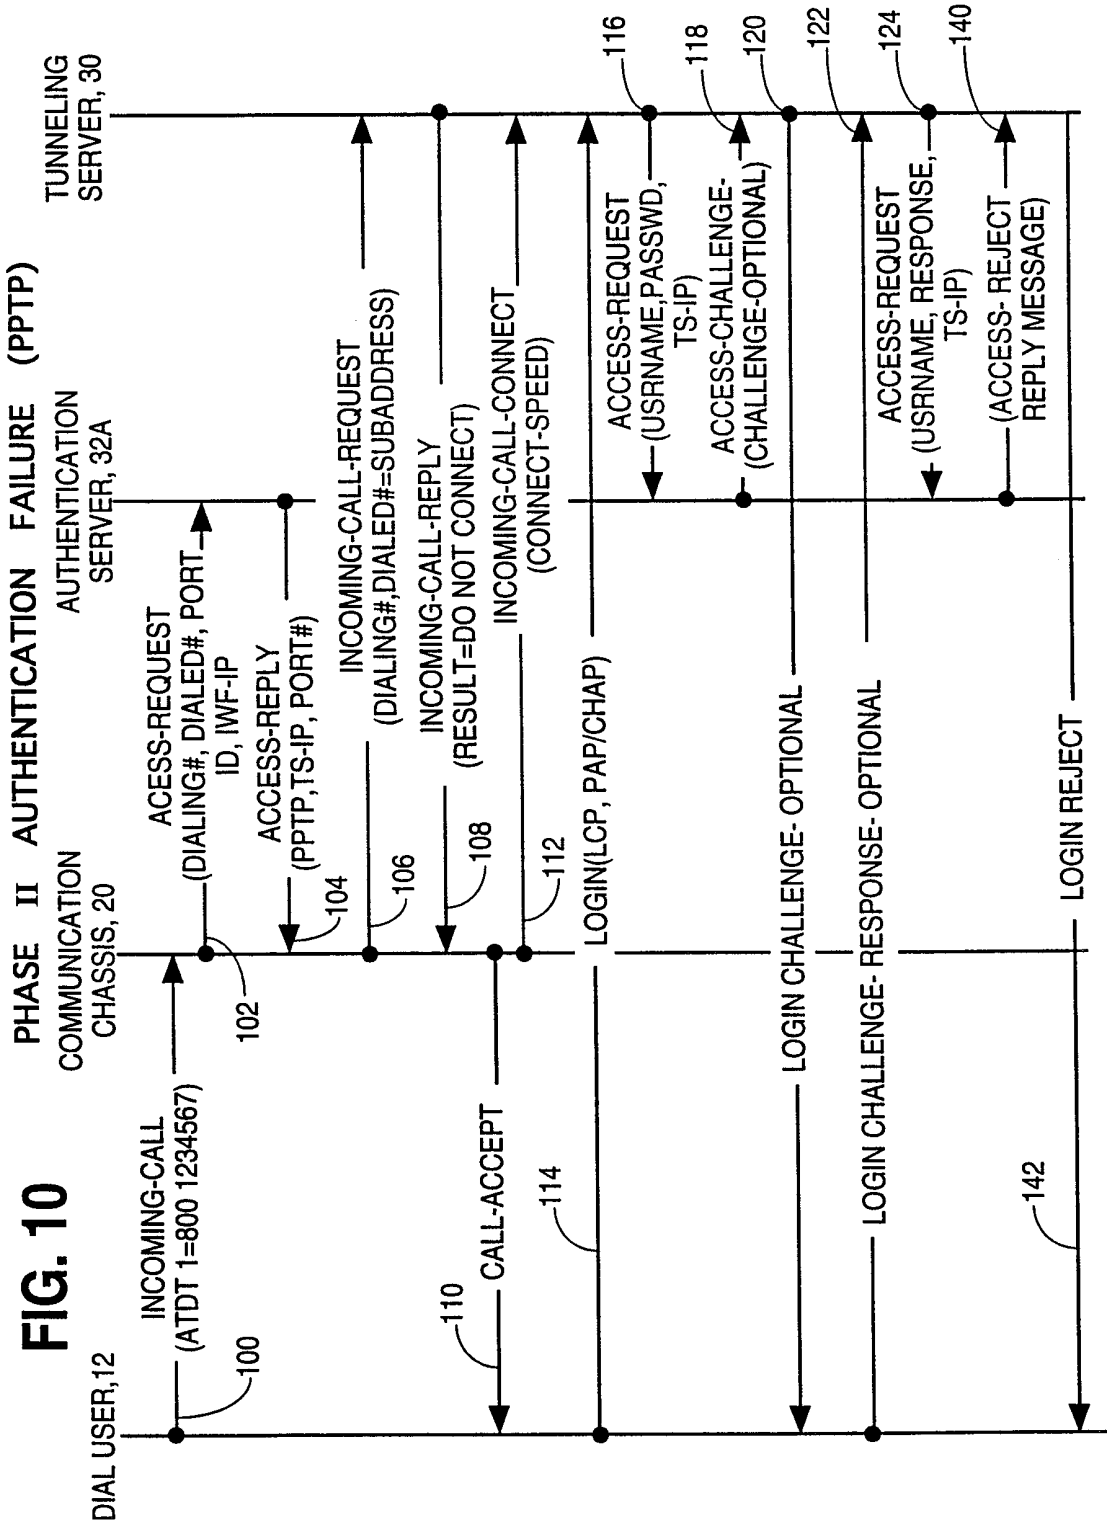 FIG. 10
PHASE II AUTHENTICATION FAILURE (PPTP)
DIAL USER,12
COMMUNICATION
CHASSIS, 20
AUTHENTICATION
SERVER, 32A
TUNNELING
SERVER, 30
INCOMING-CALL
(ATDT 1=800 1234567)
100
ACESS-REQUEST
(DIALING#, DIALED#, PORT
ID, IWF-IP
102
ACCESS-REPLY
(PPTP,TS-IP, PORT#)
104
INCOMING-CALL-REQUEST
(DIALING#,DIALED#=SUBADDRESS)
106
INCOMING-CALL-REPLY
(RESULT=DO NOT CONNECT)
108
CALL-ACCEPT
110
INCOMING-CALL-CONNECT
(CONNECT-SPEED)
112
LOGIN(LCP, PAP/CHAP)
114
ACCESS-REQUEST
(USRNAME,PASSWD,
TS-IP)
116
ACCESS-CHALLENGE-
(CHALLENGE-OPTIONAL)
118
LOGIN CHALLENGE- OPTIONAL
120
LOGIN CHALLENGE- RESPONSE- OPTIONAL
122
ACCESS-REQUEST
(USRNAME, RESPONSE,
TS-IP)
124
(ACCESS- REJECT
REPLY MESSAGE)
140
LOGIN REJECT
142